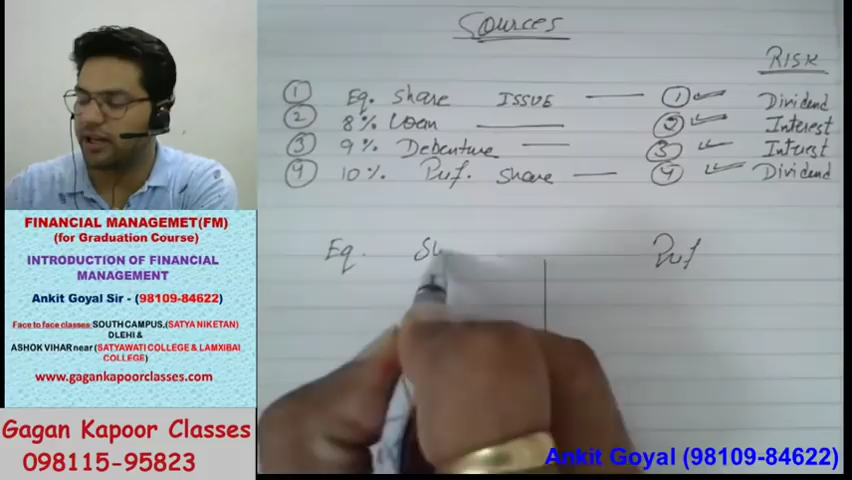 Sources
RISK
1 Eq. Share ISSUE — 1 ✓ Dividend
2 8% Loan — 2 ✓ Interest
3 9% Debenture — 3 ✓ Interest
4 10% Pref. Share — 4 ✓ Dividend
Eq. Sh Pref
FINANCIAL MANAGEMET(FM)
(for Graduation Course)
INTRODUCTION OF FINANCIAL
MANAGEMENT
Ankit Goyal Sir - (98109-84622)
Face to face classes SOUTH CAMPUS,(SATYA NIKETAN)
DLEHI &
ASHOK VIHAR near (SATYAWATI COLLEGE & LAMXIBAI
COLLEGE)
www.gagankapoorclasses.com
Gagan Kapoor Classes
098115-95823
Ankit Goyal (98109-84622)